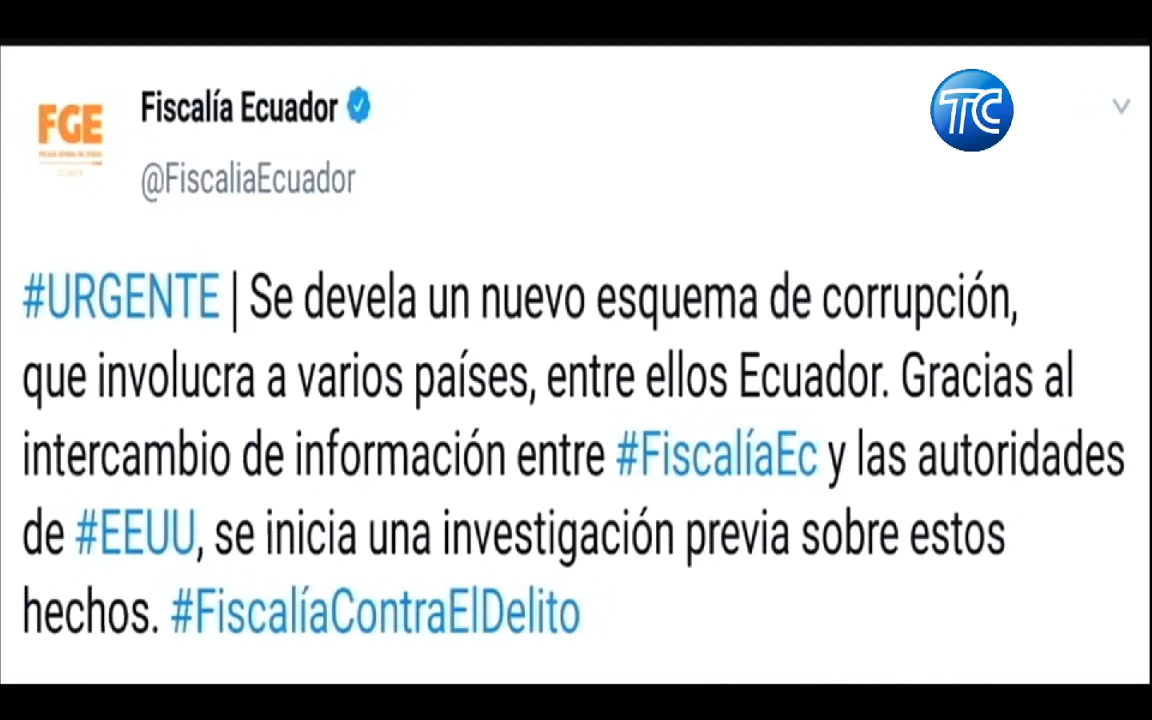 FGE
Fiscalía Ecuador
TC
@FiscaliaEcuador
#URGENTE | Se devela un nuevo esquema de corrupción,
que involucra a varios países, entre ellos Ecuador. Gracias al
intercambio de información entre #FiscalíaEc y las autoridades
de #EEUU, se inicia una investigación previa sobre estos
hechos. #FiscalíaContraElDelito